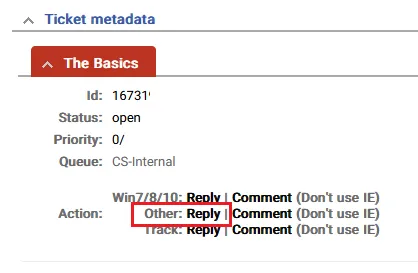 Ticket metadata
The Basics
Id: 167319
Status: open
Priority: 0/
Queue: CS-Internal
Win7/8/10: Reply | Comment (Don't use IE)
Action: Other: Reply | Comment (Don't use IE)
Track: Reply | Comment (Don't use IE)